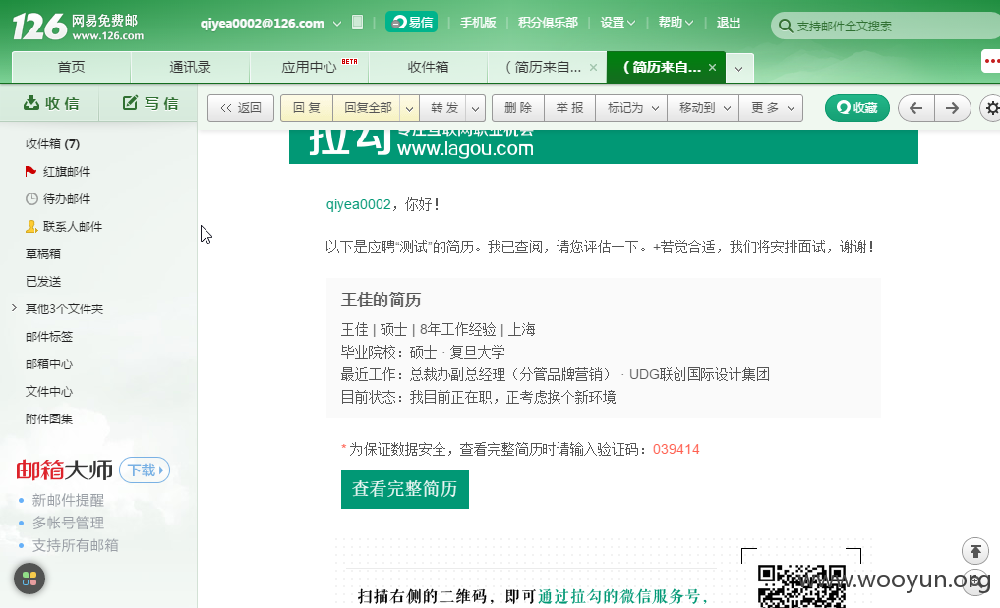 126 网易免费邮
www.126.com
qiyea0002@126.com 易信 手机版 积分俱乐部 设置 帮助 退出
支持邮件全文搜索
首页 通讯录 应用中心 BETA 收件箱 （简历来自... × （简历来自... ×
收 信 写 信
<< 返回 回 复 回复全部 转 发 删 除 举 报 标记为 移动到 更 多 收藏
收件箱 (7)
红旗邮件
待办邮件
联系人邮件
草稿箱
已发送
其他3个文件夹
邮件标签
邮箱中心
文件中心
附件图集
邮箱大师 下载
新邮件提醒
多帐号管理
支持所有邮箱
拉勾 专注互联网职业机会
www.lagou.com
qiyea0002，你好！
以下是应聘“测试”的简历。我已查阅，请您评估一下。+若觉合适，我们将安排面试，谢谢！
王佳的简历
王佳 | 硕士 | 8年工作经验 | 上海
毕业院校：硕士 · 复旦大学
最近工作：总裁办副总经理（分管品牌营销） · UDG联创国际设计集团
目前状态：我目前正在职，正考虑换个新环境
* 为保证数据安全，查看完整简历时请输入验证码：039414
查看完整简历
扫描右侧的二维码，即可通过拉勾的微信服务号，
www.wooyun.org